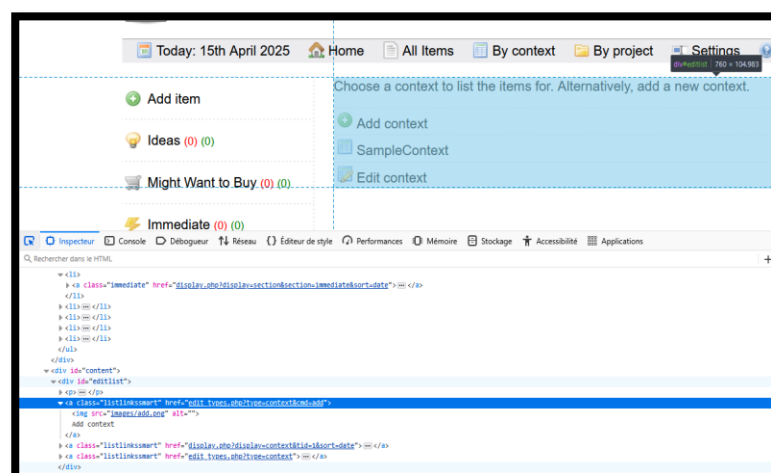 Today: 15th April 2025 Home All Items By context By project Settings
div#editlist 760 × 104.983
Choose a context to list the items for. Alternatively, add a new context.
Add item
Add context
Ideas (0) (0)
SampleContext
Might Want to Buy (0) (0)
Edit context
Immediate (0) (0)
Inspecteur Console Débogueur Réseau {} Éditeur de style Performances Mémoire Stockage Accessibilité Applications
Rechercher dans le HTML +
<li>
<a class="immediate" href="display.php?display=section&section=immediate&sort=date"> ⋯ </a>
</li>
<li> ⋯ </li>
<li> ⋯ </li>
<li> ⋯ </li>
<li> ⋯ </li>
</ul>
</div>
<div id="content">
<div id="editlist">
<p> ⋯ </p>
<a class="listlinkssmart" href="edit_types.php?type=context&cmd=add">
<img src="images/add.png" alt="">
Add context
</a>
<a class="listlinkssmart" href="display.php?display=context&tid=1&sort=date"> ⋯ </a>
<a class="listlinkssmart" href="edit_types.php?type=context"> ⋯ </a>
</div>